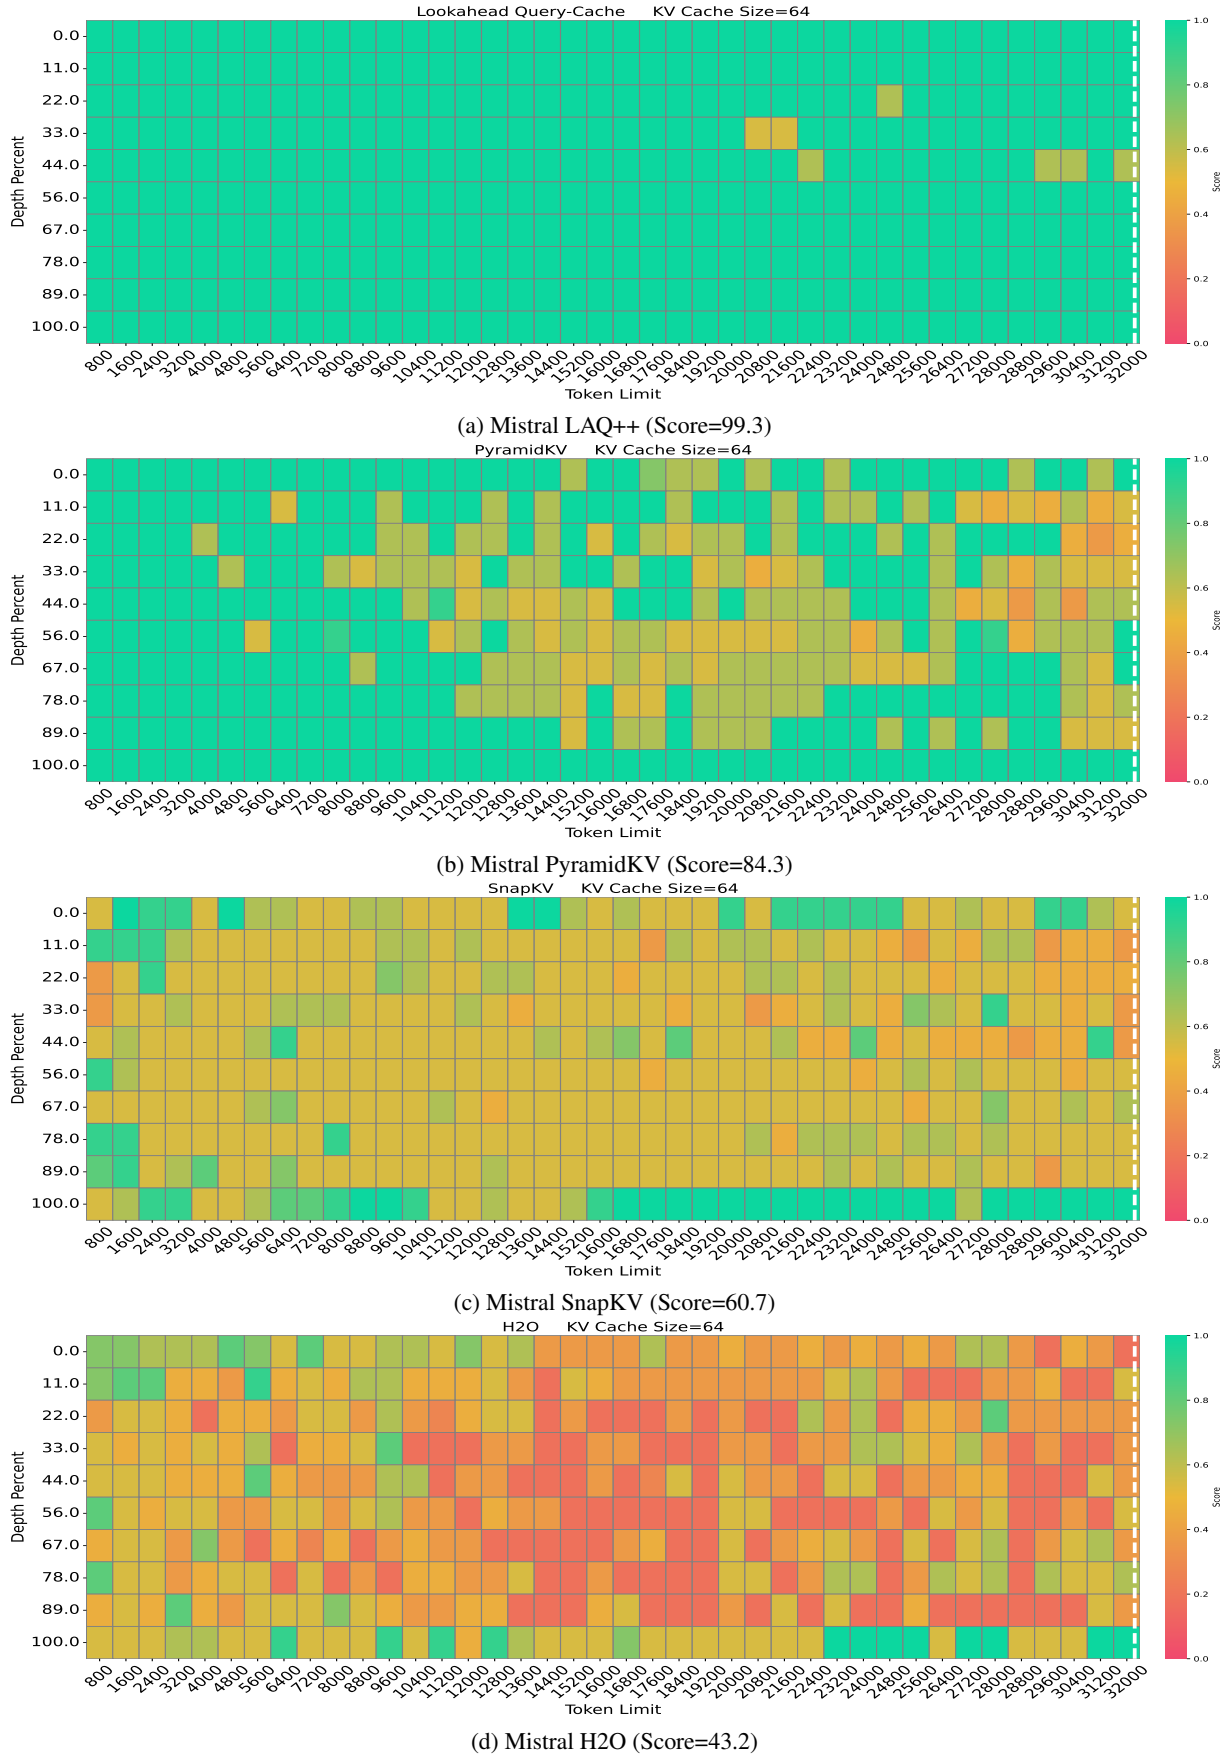 Lookahead Query-Cache KV Cache Size=64
Depth Percent
0.0
11.0
22.0
33.0
44.0
56.0
67.0
78.0
89.0
100.0
800 1600 2400 3200 4000 4800 5600 6400 7200 8000 8800 9600 10400 11200 12000 12800 13600 14400 15200 16000 16800 17600 18400 19200 20000 20800 21600 22400 23200 24000 24800 25600 26400 27200 28000 28800 29600 30400 31200 32000
Token Limit
1.0
0.8
0.6
0.4
0.2
0.0
Score
(a) Mistral LAQ++ (Score=99.3)
PyramidKV KV Cache Size=64
Depth Percent
0.0
11.0
22.0
33.0
44.0
56.0
67.0
78.0
89.0
100.0
800 1600 2400 3200 4000 4800 5600 6400 7200 8000 8800 9600 10400 11200 12000 12800 13600 14400 15200 16000 16800 17600 18400 19200 20000 20800 21600 22400 23200 24000 24800 25600 26400 27200 28000 28800 29600 30400 31200 32000
Token Limit
1.0
0.8
0.6
0.4
0.2
0.0
Score
(b) Mistral PyramidKV (Score=84.3)
SnapKV KV Cache Size=64
Depth Percent
0.0
11.0
22.0
33.0
44.0
56.0
67.0
78.0
89.0
100.0
800 1600 2400 3200 4000 4800 5600 6400 7200 8000 8800 9600 10400 11200 12000 12800 13600 14400 15200 16000 16800 17600 18400 19200 20000 20800 21600 22400 23200 24000 24800 25600 26400 27200 28000 28800 29600 30400 31200 32000
Token Limit
1.0
0.8
0.6
0.4
0.2
0.0
Score
(c) Mistral SnapKV (Score=60.7)
H2O KV Cache Size=64
Depth Percent
0.0
11.0
22.0
33.0
44.0
56.0
67.0
78.0
89.0
100.0
800 1600 2400 3200 4000 4800 5600 6400 7200 8000 8800 9600 10400 11200 12000 12800 13600 14400 15200 16000 16800 17600 18400 19200 20000 20800 21600 22400 23200 24000 24800 25600 26400 27200 28000 28800 29600 30400 31200 32000
Token Limit
1.0
0.8
0.6
0.4
0.2
0.0
Score
(d) Mistral H2O (Score=43.2)